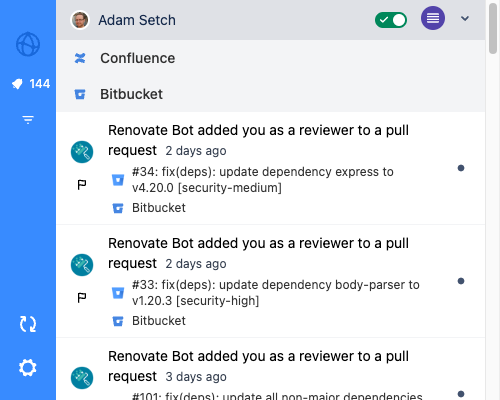 Adam Setch
144
Confluence
Bitbucket
Renovate Bot added you as a reviewer to a pull
request 2 days ago
#34: fix(deps): update dependency express to
v4.20.0 [security-medium]
Bitbucket
Renovate Bot added you as a reviewer to a pull
request 2 days ago
#33: fix(deps): update dependency body-parser to
v1.20.3 [security-high]
Bitbucket
Renovate Bot added you as a reviewer to a pull
request 3 days ago
#101: fix(deps): update all non-major dependencies